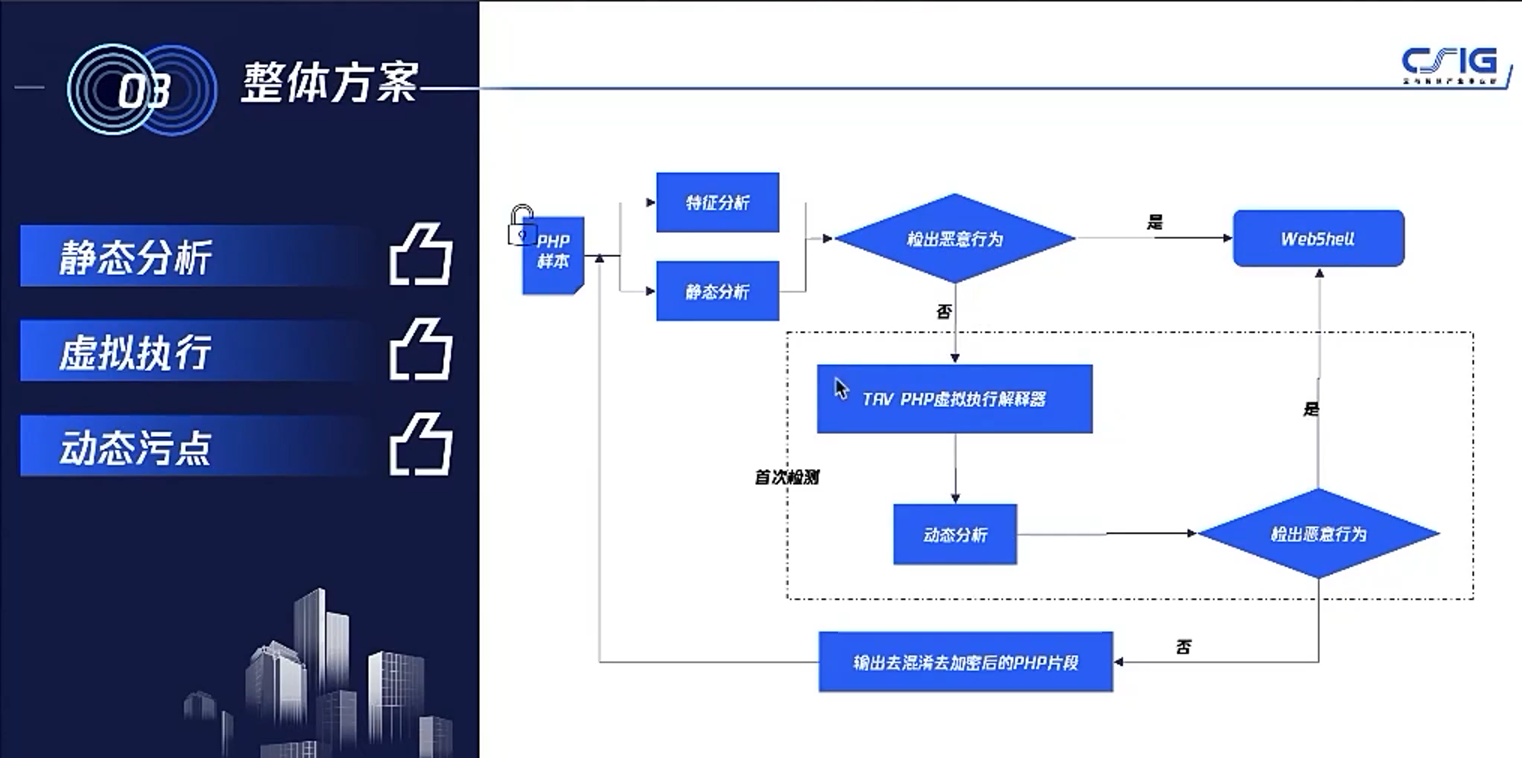 03 整体方案
CSIG
静态分析
虚拟执行
动态污点
PHP
样本
特征分析
静态分析
检出恶意行为
是
WebShell
否
TAV PHP虚拟执行解释器
首次检测
动态分析
检出恶意行为
是
否
输出去混淆去加密后的PHP片段